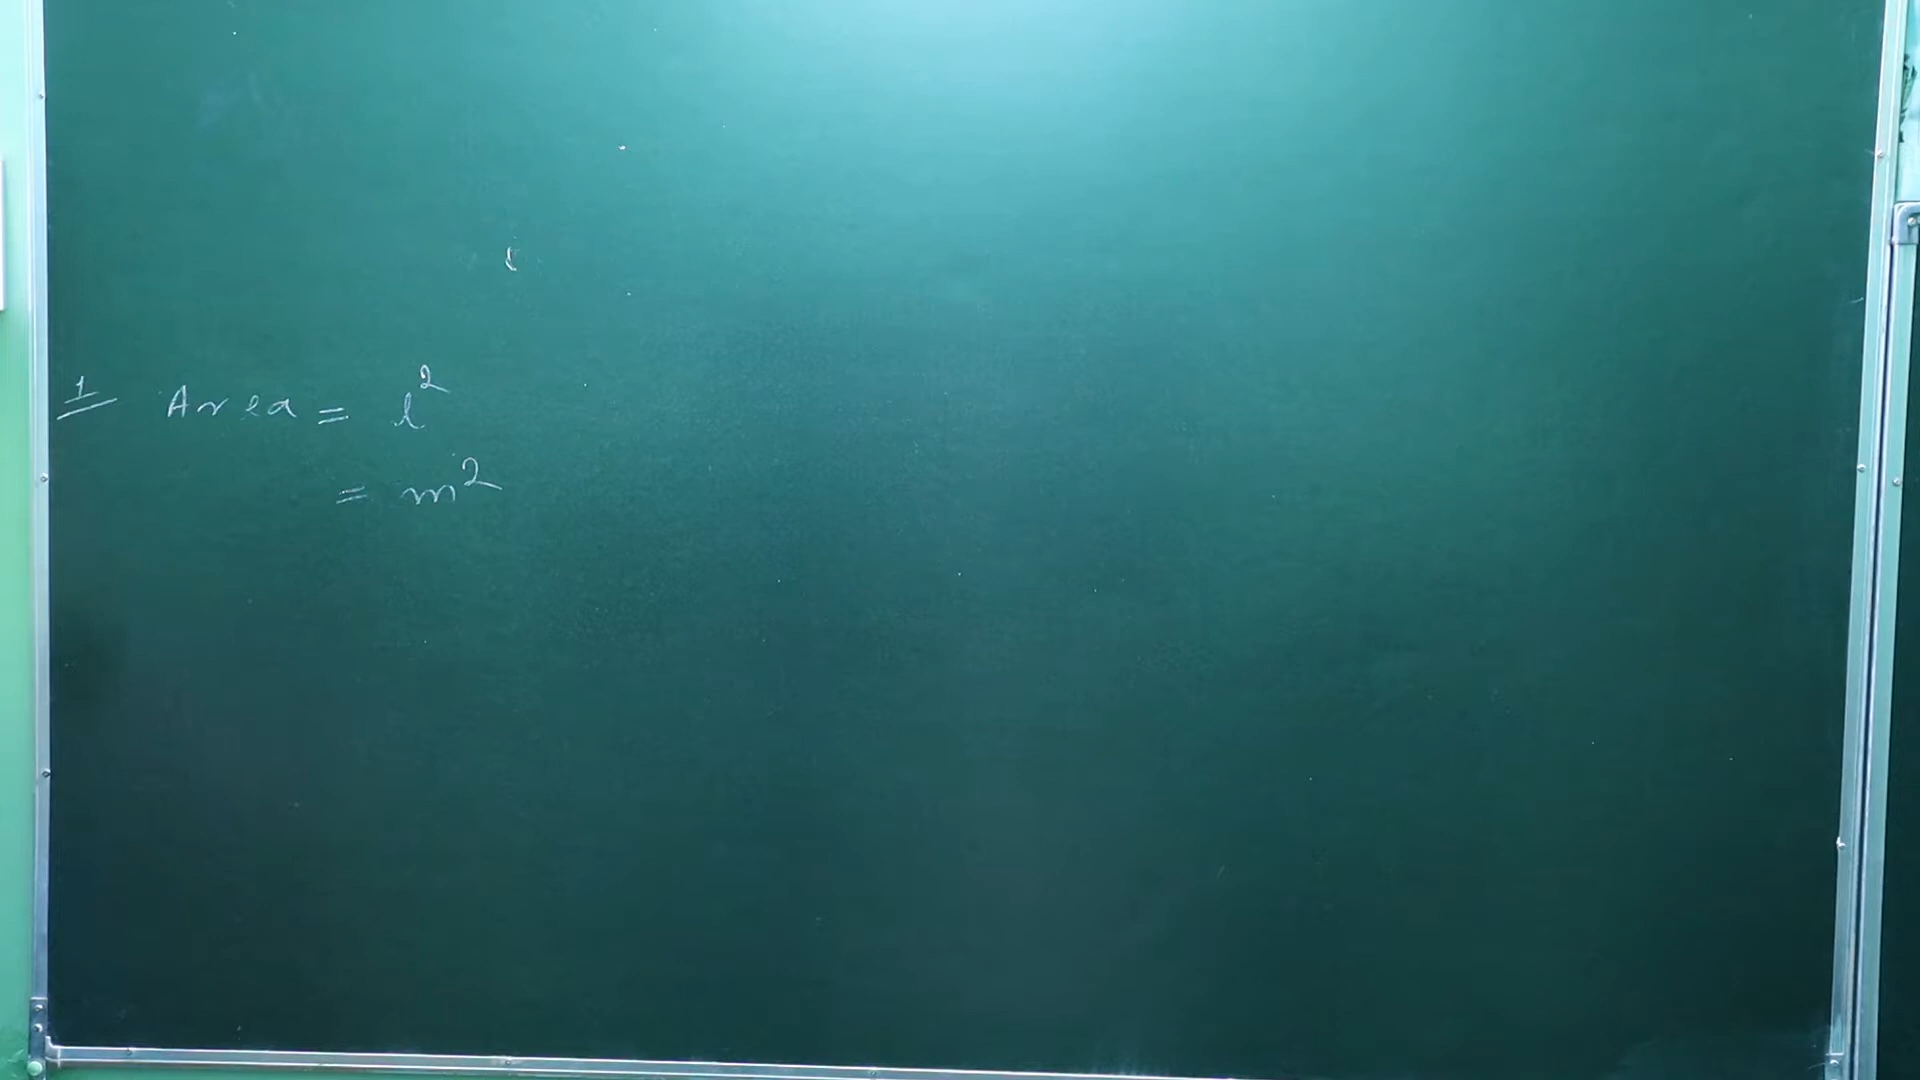 1 Area = l²
= m²